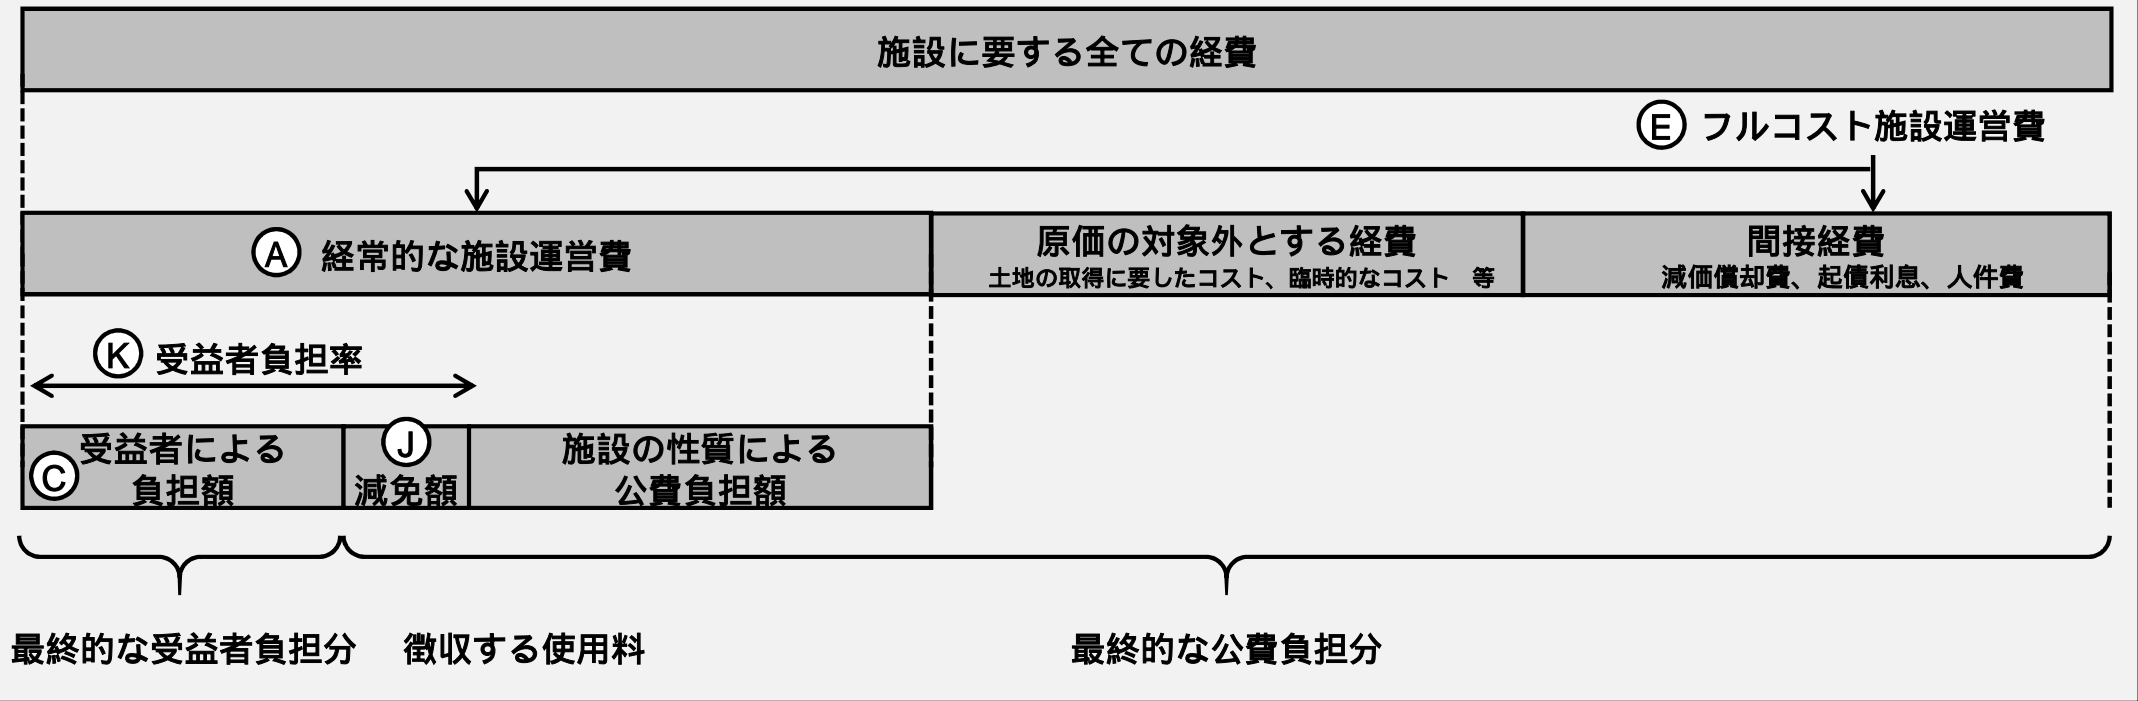 施設に要する全ての経費
E フルコスト施設運営費
A 経常的な施設運営費
原価の対象外とする経費
土地の取得に要したコスト、臨時的なコスト　等
間接経費
減価償却費、起債利息、人件費
K 受益者負担率
C 受益者による
負担額
J
減免額
施設の性質による
公費負担額
最終的な受益者負担分　徴収する使用料
最終的な公費負担分